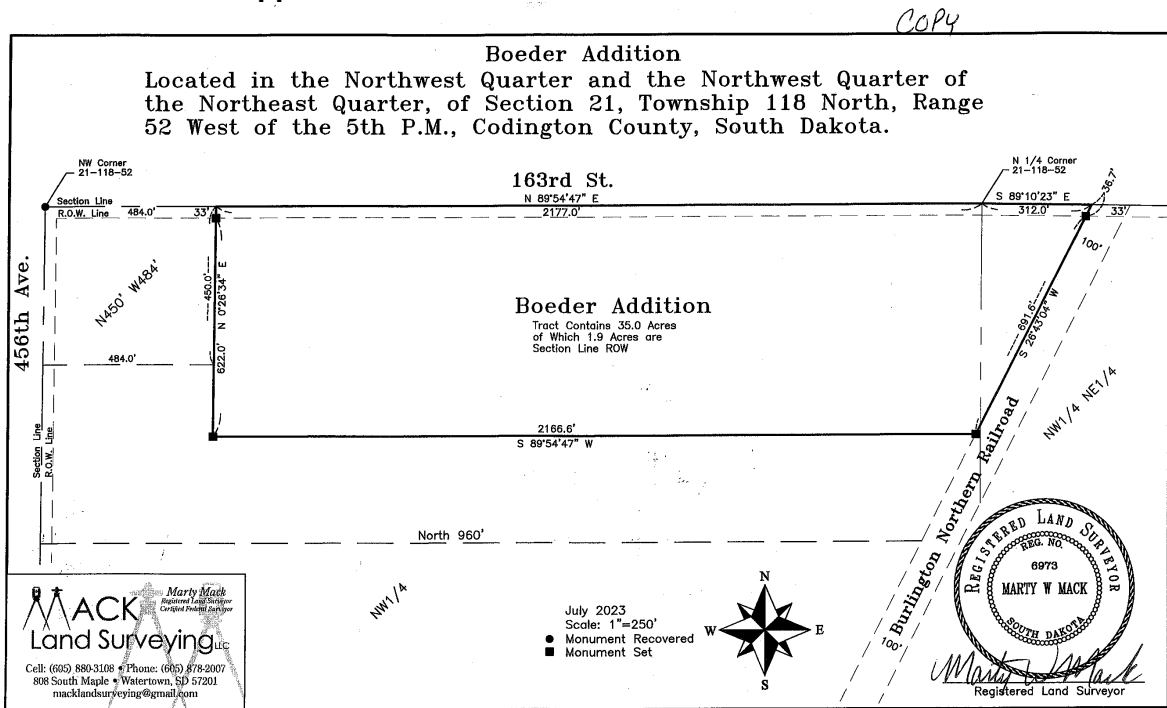 COPY
Boeder Addition
Located in the Northwest Quarter and the Northwest Quarter of
the Northeast Quarter, of Section 21, Township 118 North, Range
52 West of the 5th P.M., Codington County, South Dakota.
NW Corner
21-118-52
N 1/4 Corner
21-118-52
163rd St.
Section Line
R.O.W. Line
484.0'
33'
N 89°54'47" E
2177.0'
S 89°10'23" E
312.0'
36.7'
33'
100'
456th Ave.
N450' W484'
450.0'
N 0°26'34" E
622.0'
484.0'
Boeder Addition
Tract Contains 35.0 Acres
of Which 1.9 Acres are
Section Line ROW
691.6'
S 26°43'04" W
NW1/4 NE1/4
2166.6'
S 89°54'47" W
Section Line
R.O.W. Line
North 960'
NW1/4
Burlington Northern Railroad
100'
MACK
Land Surveying LLC
Marty Mack
Registered Land Surveyor
Certified Federal Surveyor
Cell: (605) 880-3108 • Phone: (605) 878-2007
808 South Maple • Watertown, SD 57201
macklandsurveying@gmail.com
July 2023
Scale: 1"=250'
Monument Recovered
Monument Set
N
W
E
S
REGISTERED LAND SURVEYOR
REG. NO.
6973
MARTY W MACK
SOUTH DAKOTA
Marty W Mack
Registered Land Surveyor